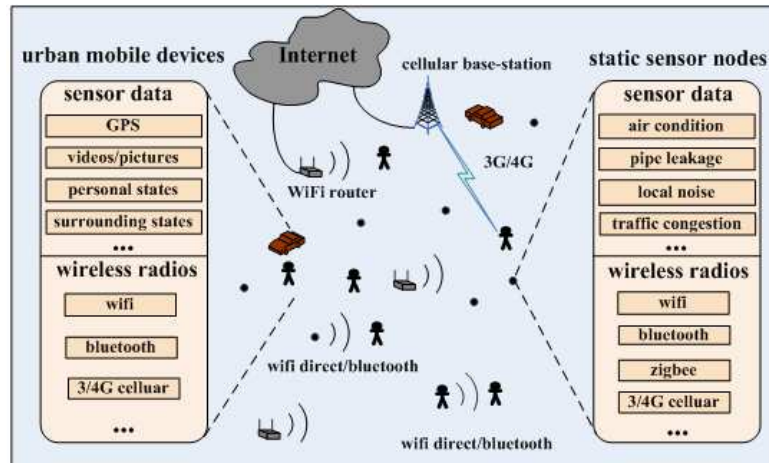 urban mobile devices
sensor data
GPS
videos/pictures
personal states
surrounding states
...
wireless radios
wifi
bluetooth
3/4G celluar
...
Internet
cellular base-station
3G/4G
WiFi router
wifi direct/bluetooth
wifi direct/bluetooth
static sensor nodes
sensor data
air condition
pipe leakage
local noise
traffic congestion
...
wireless radios
wifi
bluetooth
zigbee
3/4G celluar
...